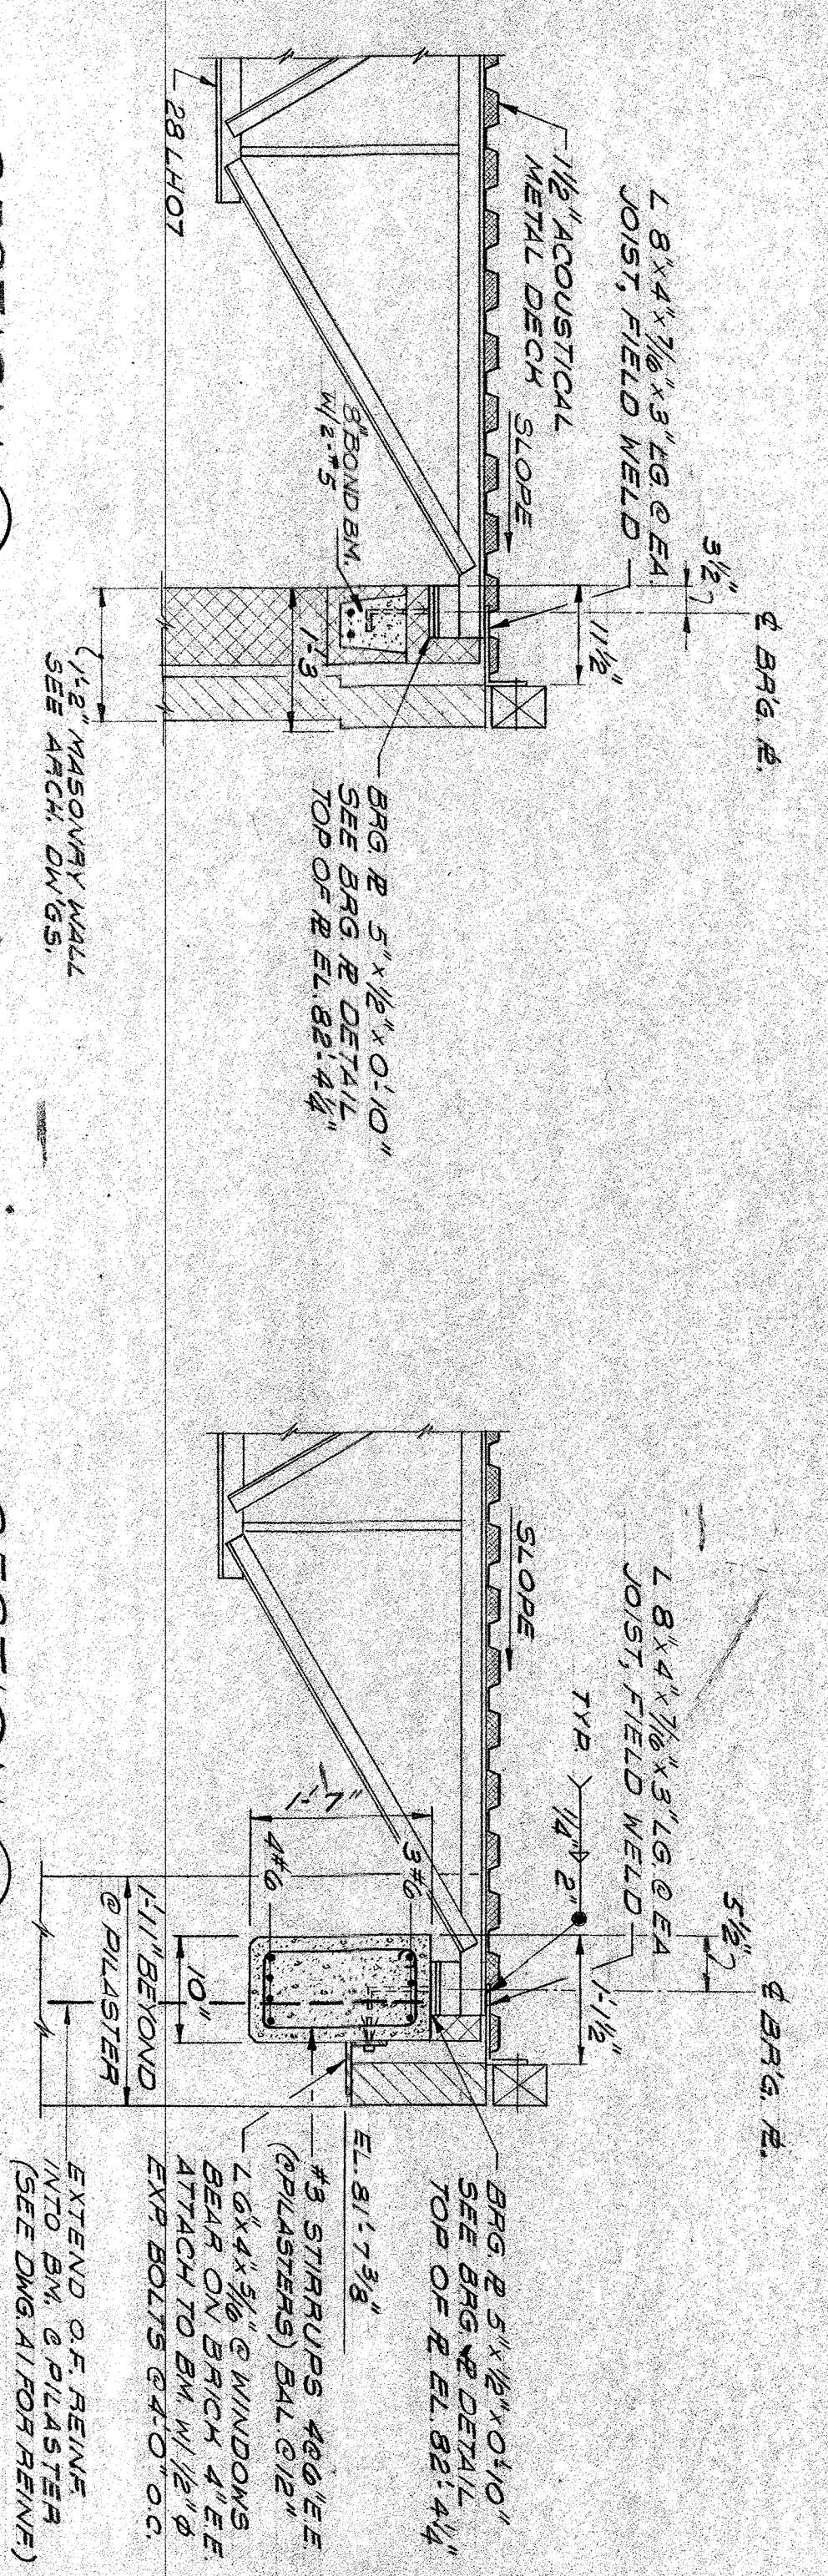 L 8"x4"x7/16"x3" LG. @ EA.
JOIST, FIELD WELD
1½" ACOUSTICAL
METAL DECK
SLOPE
28LH07
8" BOND BM.
W/2-#5
3½"
℄ BR'G. ℞.
11½"
1'-3
1'-2" MASONRY WALL
SEE ARCH. DW'GS.
BRG. ℞ 5"x½"x0'-10"
SEE BRG. ℞ DETAIL
TOP OF ℞ EL. 82'-4¼"
L 8"x4"x7/16"x3" LG. @ EA
JOIST, FIELD WELD
SLOPE
TYP.
1/4" 2"
5½"
℄ BR'G. ℞.
1'-1½"
1'-7"
3#6
4#6
10"
1'-11" BEYOND
@ PILASTER
BRG. ℞ 5"x½"x0'-10"
SEE BRG. ℞ DETAIL
TOP OF ℞ EL. 82'-4¼
EL. 81'-7⅜"
#3 STIRRUPS 4@6"E.E.
(@PILASTERS) BAL. @12"
L 6"x4"x5/16" @ WINDOWS
BEAR ON BRICK 4" E.E.
ATTACH TO BM. W/ ½" ϕ
EXP. BOLTS @ 4'-0" O.C.
EXTEND O.F. REINF.
INTO BM. @ PILASTER
(SEE DWG. A1 FOR REINF.)